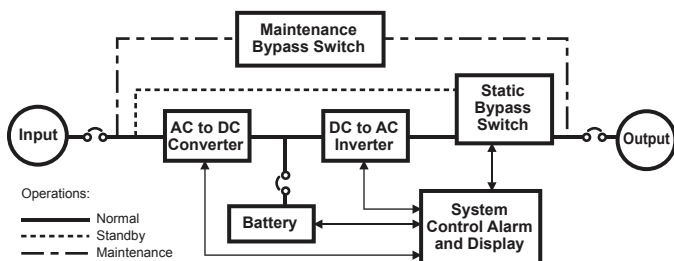 Maintenance
Bypass Switch
Static
Bypass
Switch
Input
AC to DC
Converter
DC to AC
Inverter
Output
Operations:
Normal
Standby
Maintenance
Battery
System
Control Alarm
and Display